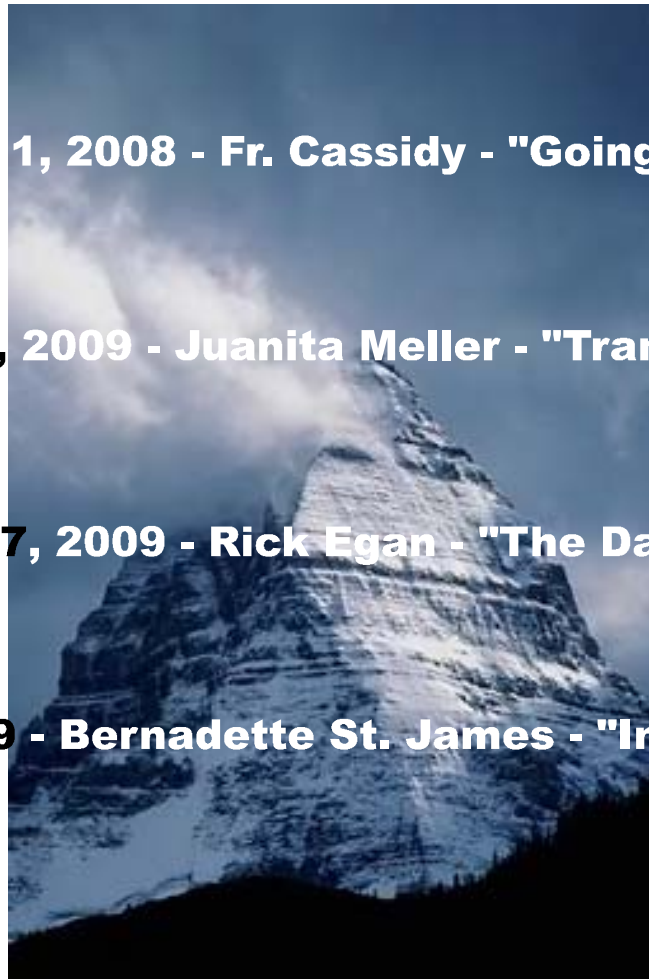 1, 2008 - Fr. Cassidy - "Going
, 2009 - Juanita Meller - "Tran
7, 2009 - Rick Egan - "The Da
9 - Bernadette St. James - "In